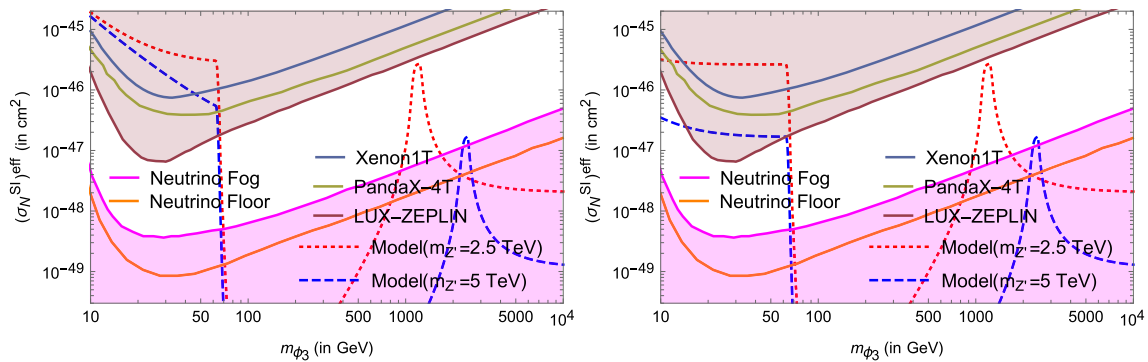 (σ_N^SI)^eff (in cm²)
10⁻⁴⁵
10⁻⁴⁶
10⁻⁴⁷
10⁻⁴⁸
10⁻⁴⁹
Neutrino Fog
Neutrino Floor
Xenon1T
PandaX-4T
LUX-ZEPLIN
Model(m_Z'=2.5 TeV)
Model(m_Z'=5 TeV)
10 50 100 500 1000 5000 10⁴
m_ϕ₃ (in GeV)
(σ_N^SI)^eff (in cm²)
10⁻⁴⁵
10⁻⁴⁶
10⁻⁴⁷
10⁻⁴⁸
10⁻⁴⁹
Neutrino Fog
Neutrino Floor
Xenon1T
PandaX-4T
LUX-ZEPLIN
Model(m_Z'=2.5 TeV)
Model(m_Z'=5 TeV)
10 50 100 500 1000 5000 10⁴
m_ϕ₃ (in GeV)